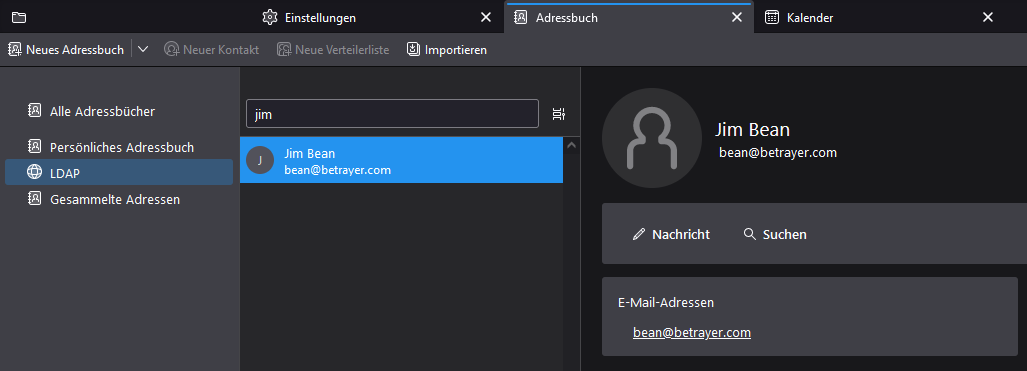 Einstellungen
Adressbuch
Kalender
Neues Adressbuch
Neuer Kontakt
Neue Verteilerliste
Importieren
Alle Adressbücher
Persönliches Adressbuch
LDAP
Gesammelte Adressen
jim
J
Jim Bean
bean@betrayer.com
Jim Bean
bean@betrayer.com
Nachricht
Suchen
E-Mail-Adressen
bean@betrayer.com